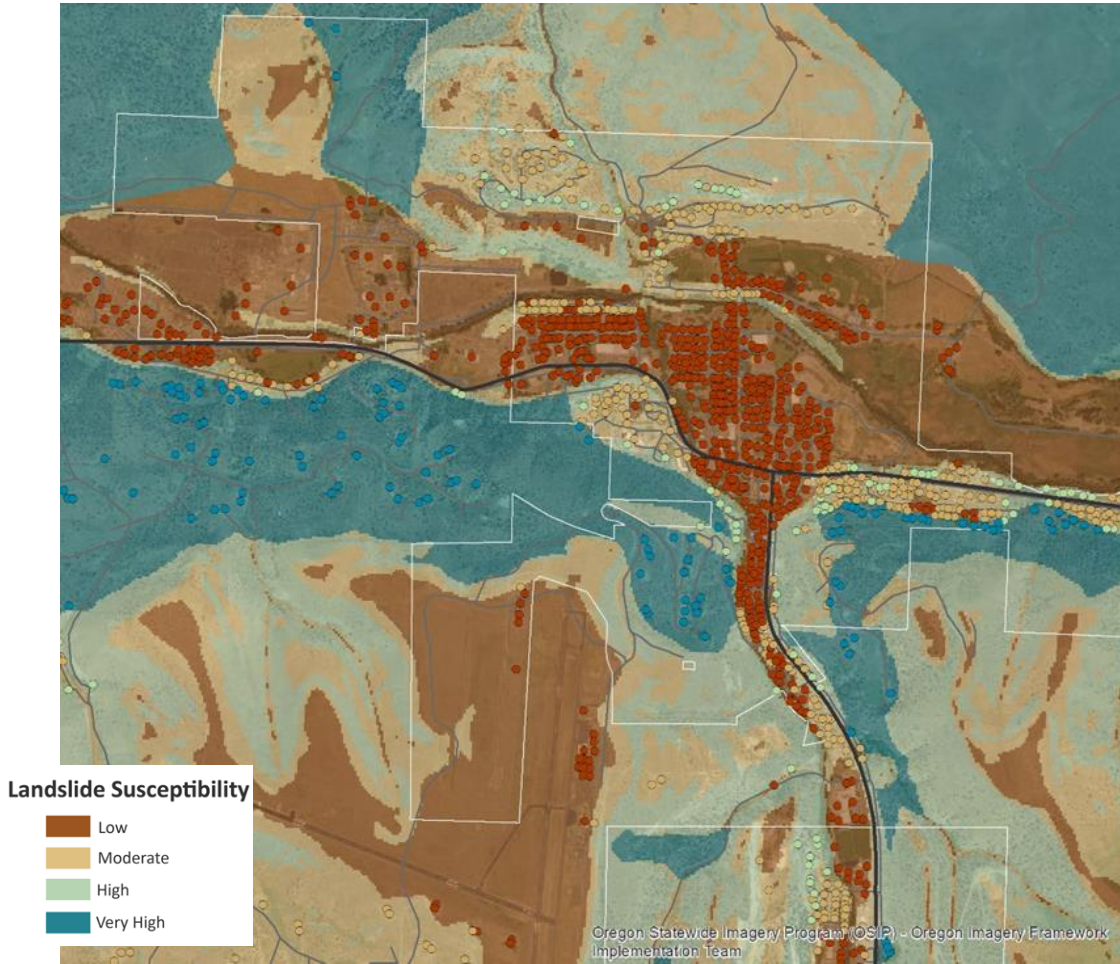 Landslide Susceptibility
Low
Moderate
High
Very High
Oregon Statewide Imagery Program (OSIP) - Oregon Imagery Framework
Implementation Team